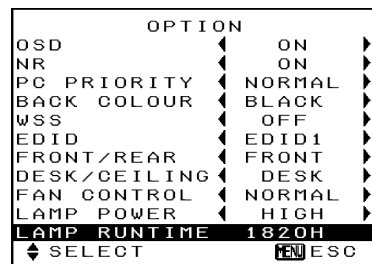 OPTION
OSD ON
NR ON
PC PRIORITY NORMAL
BACK COLOUR BLACK
WSS OFF
EDID EDID1
FRONT/REAR FRONT
DESK/CEILING DESK
FAN CONTROL NORMAL
LAMP POWER HIGH
LAMP RUNTIME 1820H
SELECT MENU ESC